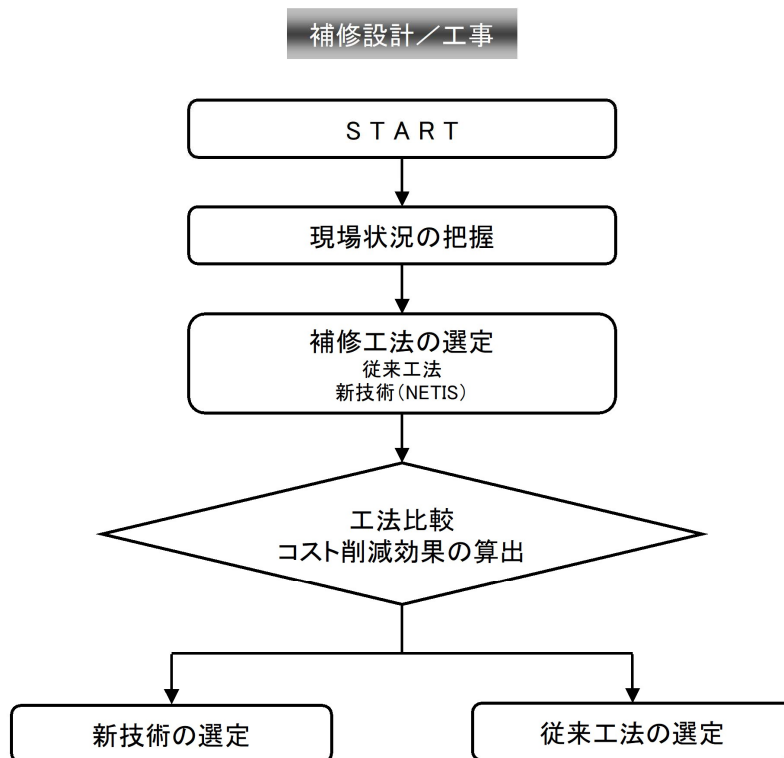 補修設計／工事
ＳＴＡＲＴ
現場状況の把握
補修工法の選定
従来工法
新技術（NETIS）
工法比較
コスト削減効果の算出
新技術の選定
従来工法の選定